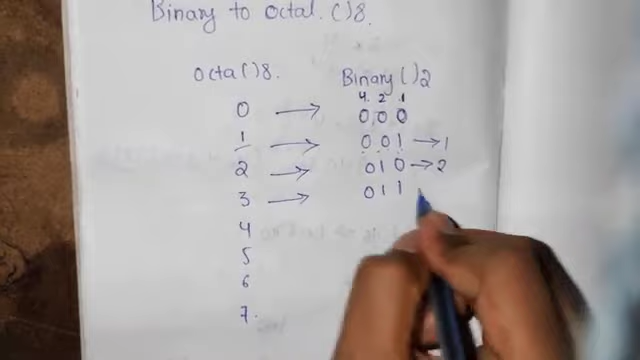 Binary to Octal. ( )8.
Octa( )8. Binary ( )2
4. 2 1
0 → 0 0 0
1 → 0 0 1 → 1
2 → 0 1 0 → 2
3 → 0 1 1
4
5
6
7.